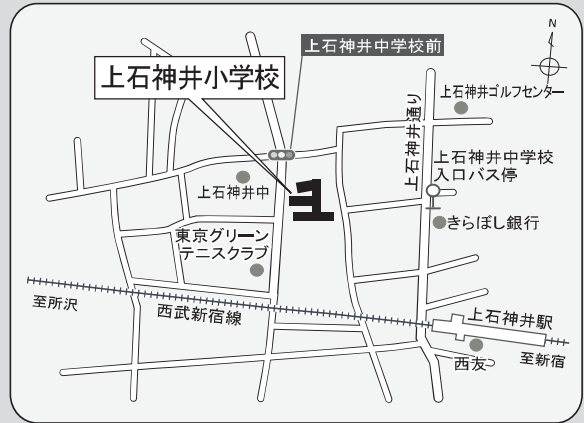 N
上石神井中学校前
上石神井小学校
上石神井ゴルフセンター
上石神井通り
上石神井中学校
入口バス停
上石神井中
きらぼし銀行
東京グリーン
テニスクラブ
至所沢
西武新宿線
上石神井駅
西友
至新宿